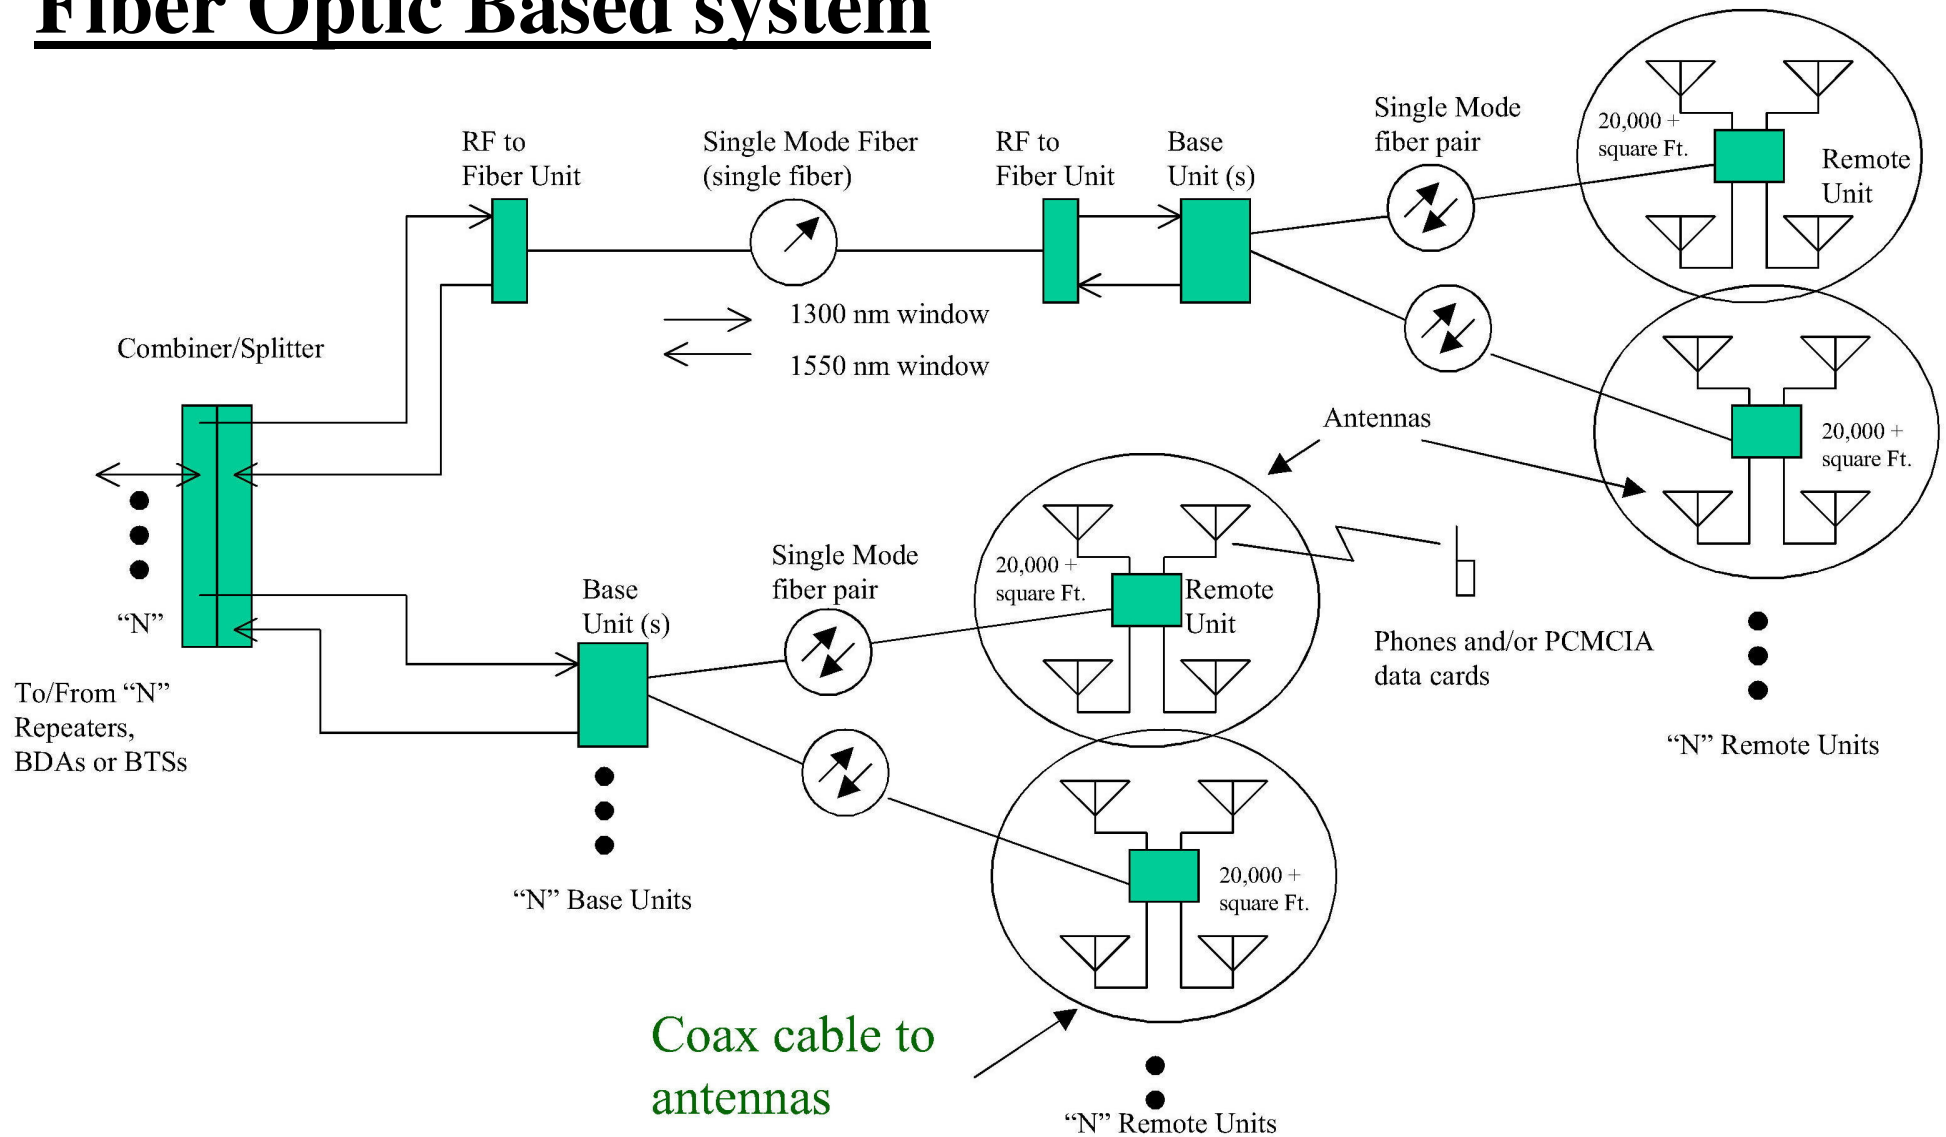 Fiber Optic Based system
RF to
Fiber Unit
Single Mode Fiber
(single fiber)
RF to
Fiber Unit
Base
Unit (s)
Single Mode
fiber pair
20,000 +
square Ft.
Remote
Unit
1300 nm window
1550 nm window
Combiner/Splitter
Antennas
20,000 +
square Ft.
Single Mode
fiber pair
Base
Unit (s)
20,000 +
square Ft.
Remote
Unit
“N”
Phones and/or PCMCIA
data cards
To/From “N”
Repeaters,
BDAs or BTSs
“N” Remote Units
“N” Base Units
20,000 +
square Ft.
Coax cable to
antennas
“N” Remote Units